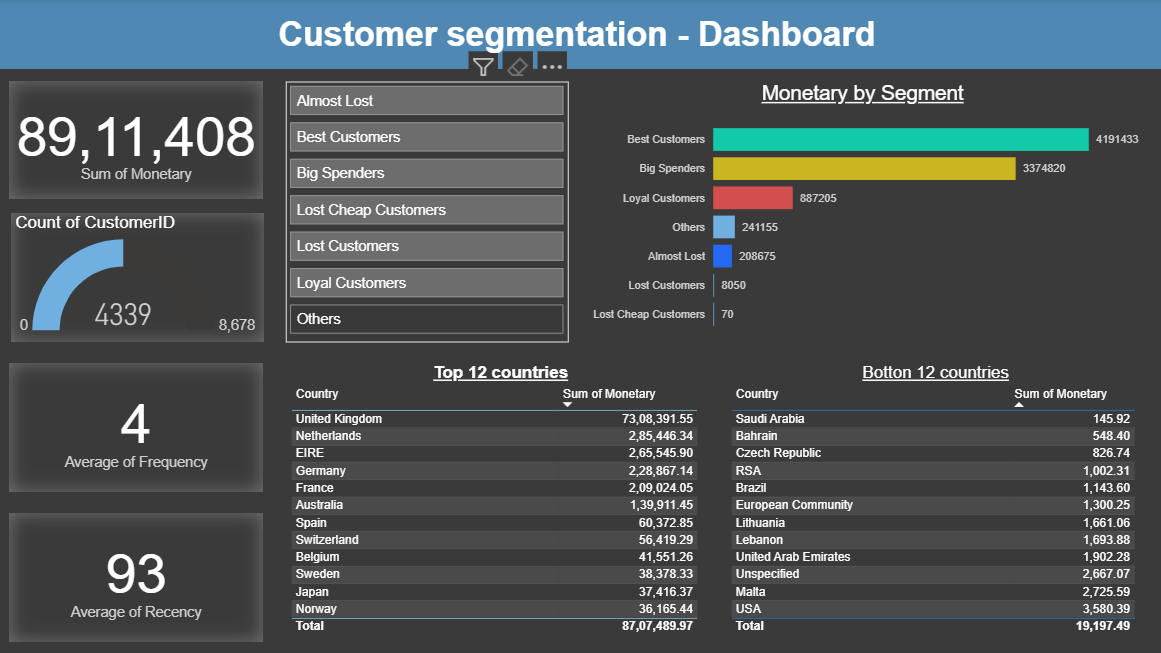 Customer segmentation - Dashboard
89,11,408
Sum of Monetary
Count of CustomerID
4339
0
8,678
4
Average of Frequency
93
Average of Recency
Almost Lost
Best Customers
Big Spenders
Lost Cheap Customers
Lost Customers
Loyal Customers
Others
Monetary by Segment
Best Customers 4191433
Big Spenders 3374820
Loyal Customers 887205
Others 241155
Almost Lost 208675
Lost Customers 8050
Lost Cheap Customers 70
Top 12 countries
Country Sum of Monetary
United Kingdom 73,08,391.55
Netherlands 2,85,446.34
EIRE 2,65,545.90
Germany 2,28,867.14
France 2,09,024.05
Australia 1,39,911.45
Spain 60,372.85
Switzerland 56,419.29
Belgium 41,551.26
Sweden 38,378.33
Japan 37,416.37
Norway 36,165.44
Total 87,07,489.97
Botton 12 countries
Country Sum of Monetary
Saudi Arabia 145.92
Bahrain 548.40
Czech Republic 826.74
RSA 1,002.31
Brazil 1,143.60
European Community 1,300.25
Lithuania 1,661.06
Lebanon 1,693.88
United Arab Emirates 1,902.28
Unspecified 2,667.07
Malta 2,725.59
USA 3,580.39
Total 19,197.49